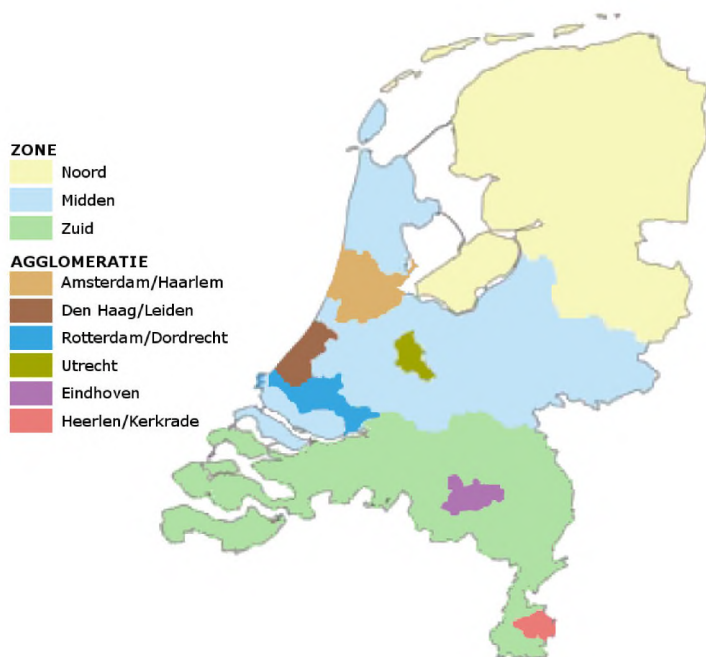 ZONE
Noord
Midden
Zuid
AGGLOMERATIE
Amsterdam/Haarlem
Den Haag/Leiden
Rotterdam/Dordrecht
Utrecht
Eindhoven
Heerlen/Kerkrade